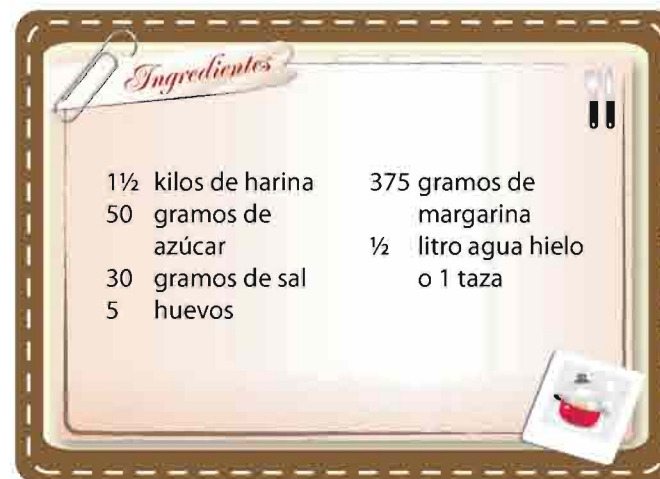 Ingredientes
1½ kilos de harina
50 gramos de
azúcar
30 gramos de sal
5 huevos
375 gramos de
margarina
½ litro agua hielo
o 1 taza